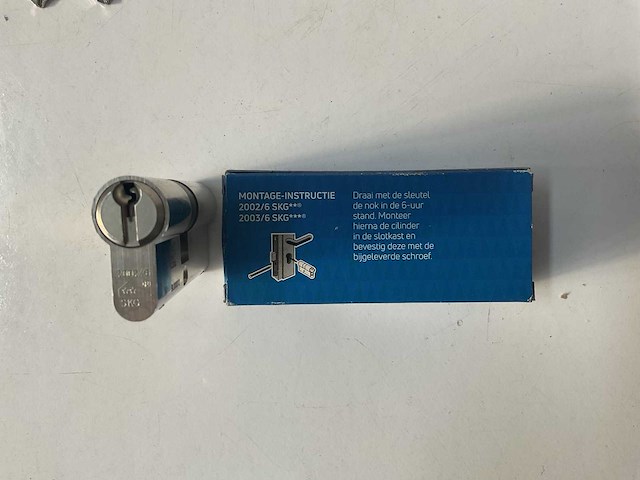 MONTAGE-INSTRUCTIE
2002/6 SKG**®
2003/6 SKG***®
Draai met de sleutel
de nok in de 6-uur
stand. Monteer
hierna de cilinder
in de slotkast en
bevestig deze met de
bijgeleverde schroef.
SKG